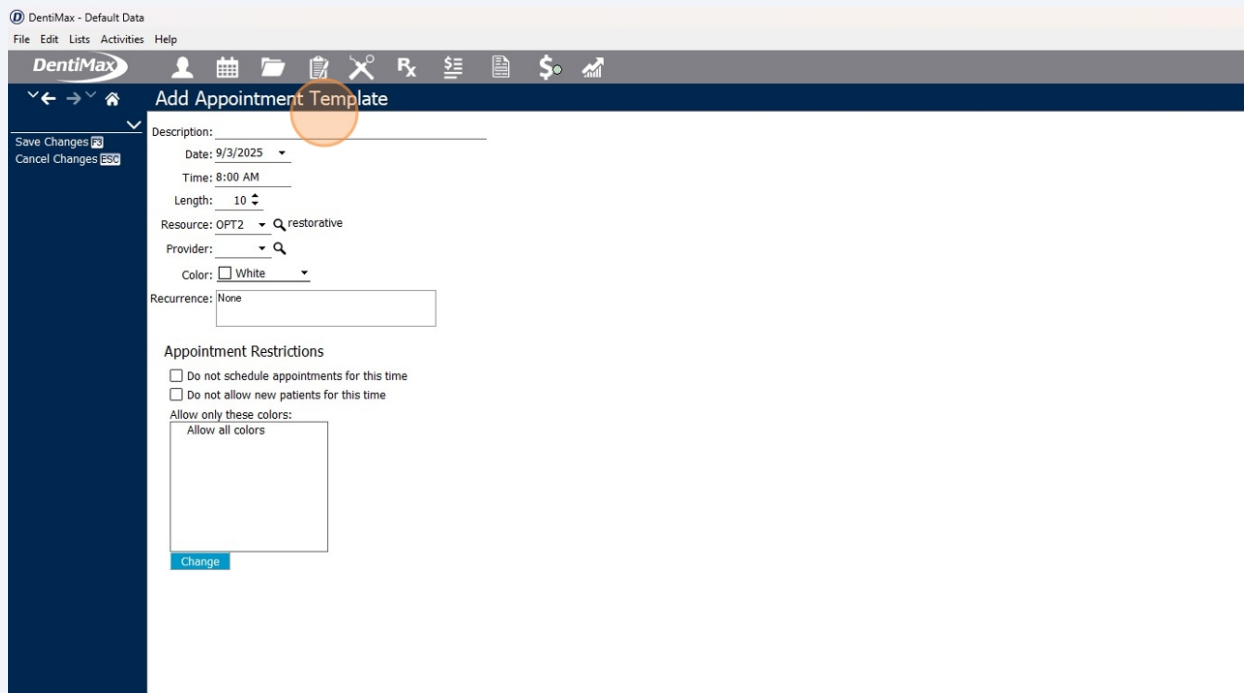 DentiMax - Default Data
File Edit Lists Activities Help
DentiMax
Rx
Add Appointment Template
Save Changes F3
Cancel Changes ESC
Description:
Date: 9/3/2025
Time: 8:00 AM
Length: 10
Resource: OPT2 restorative
Provider:
Color: White
Recurrence: None
Appointment Restrictions
Do not schedule appointments for this time
Do not allow new patients for this time
Allow only these colors:
Allow all colors
Change